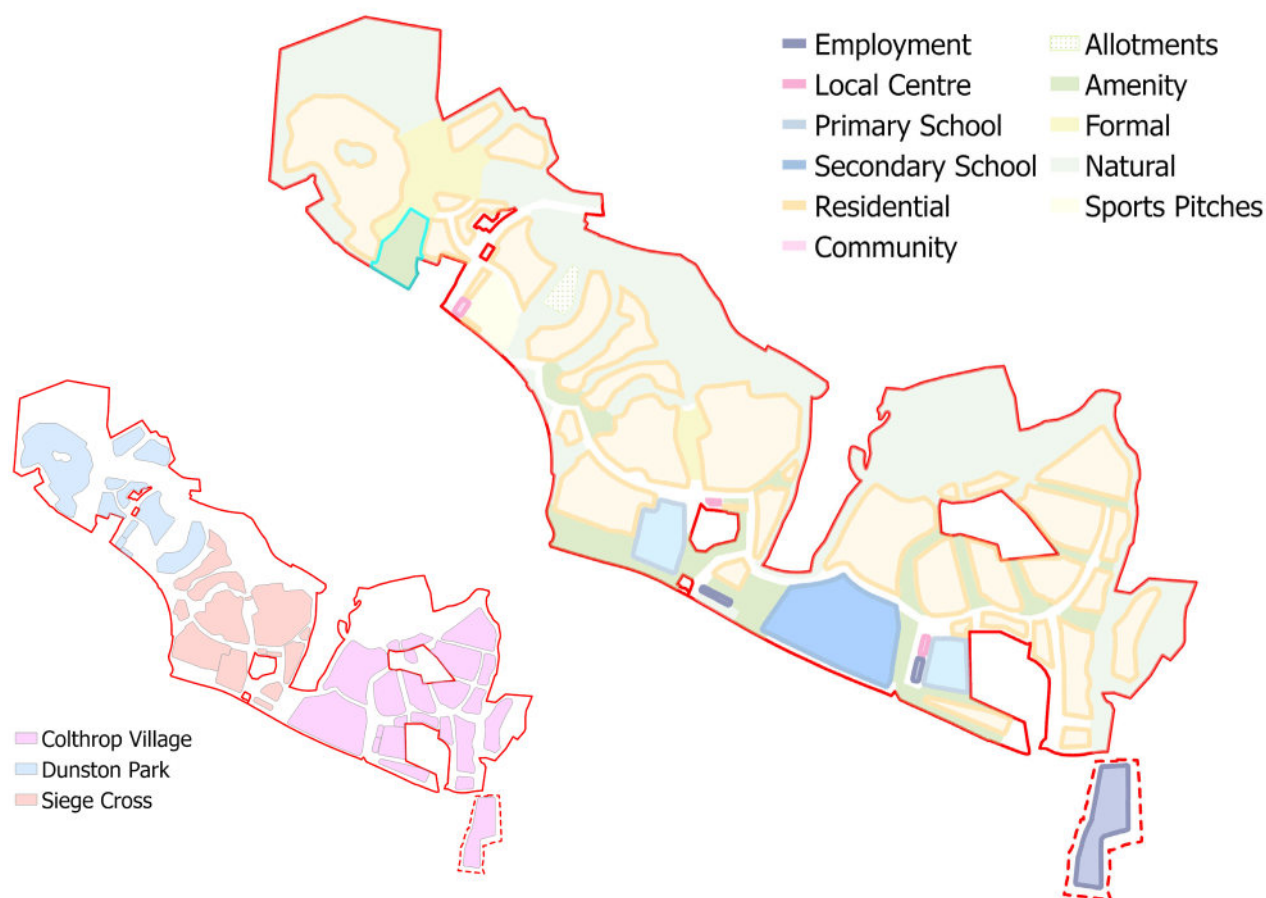 Employment
Local Centre
Primary School
Secondary School
Residential
Community
Allotments
Amenity
Formal
Natural
Sports Pitches
Colthrop Village
Dunston Park
Siege Cross